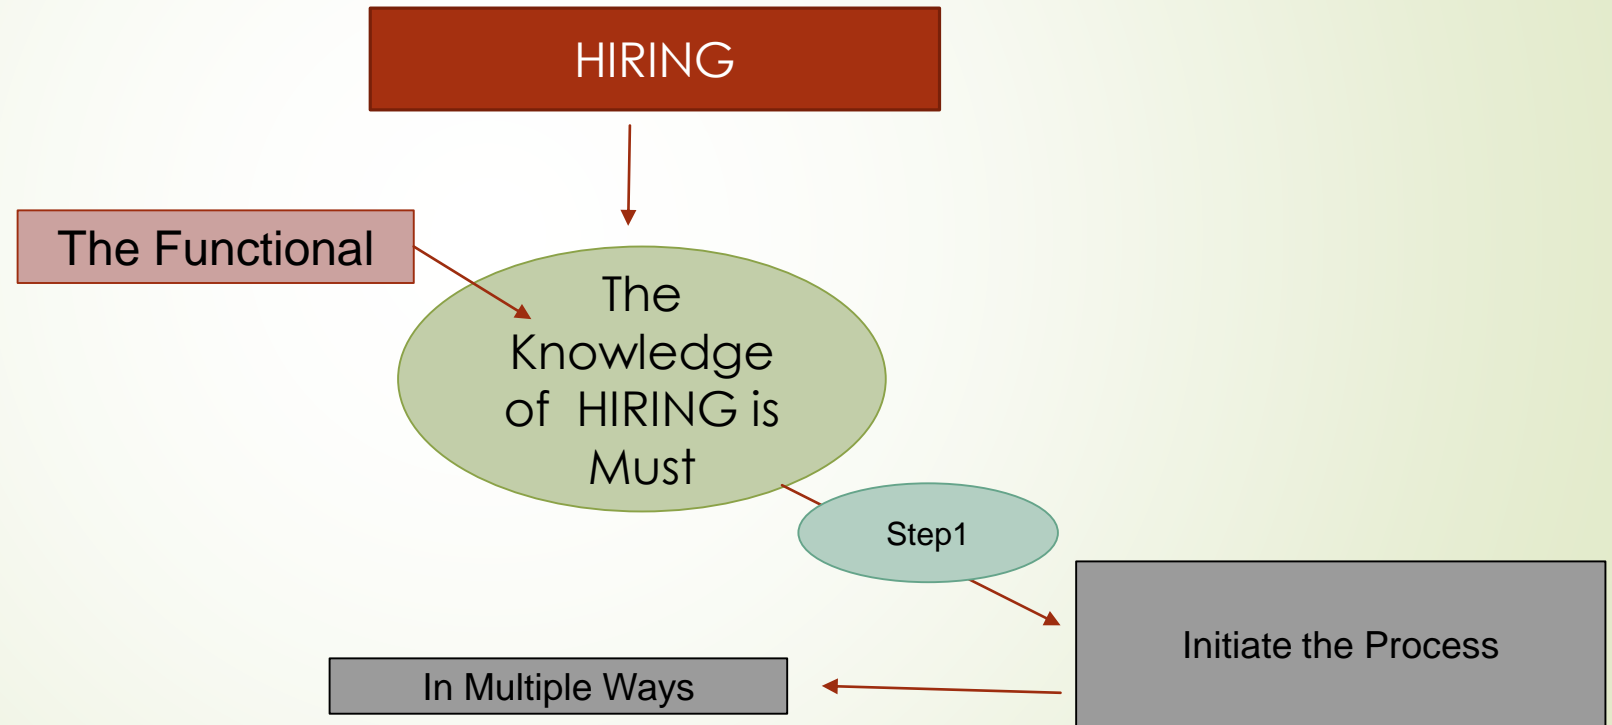 HIRING
The Functional
The
Knowledge
of HIRING is
Must
Step1
Initiate the Process
In Multiple Ways